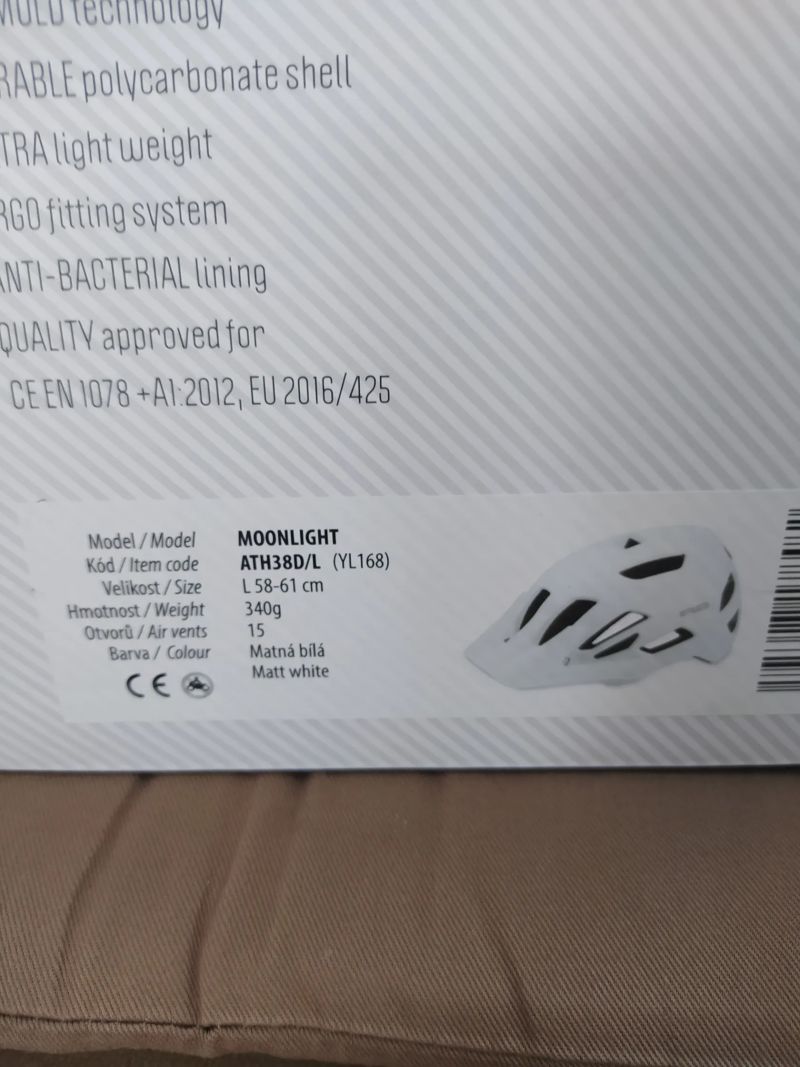 MOLD technology
RABLE polycarbonate shell
TRA light weight
RGO fitting system
ANTI-BACTERIAL lining
QUALITY approved for
CE EN 1078 +A1:2012, EU 2016/425
Model / Model MOONLIGHT
Kód / Item code ATH38D/L (YL168)
Velikost / Size L 58-61 cm
Hmotnost / Weight 340g
Otvorů / Air vents 15
Barva / Colour Matná bílá
Matt white
CE